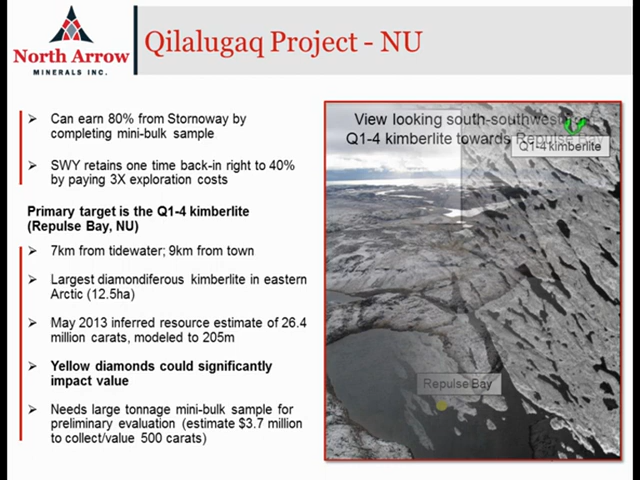 North Arrow
MINERALS INC.
Qilalugaq Project - NU
➢ Can earn 80% from Stornoway by
completing mini-bulk sample
➢ SWY retains one time back-in right to 40%
by paying 3X exploration costs
Primary target is the Q1-4 kimberlite
(Repulse Bay, NU)
➢ 7km from tidewater; 9km from town
➢ Largest diamondiferous kimberlite in eastern
Arctic (12.5ha)
➢ May 2013 inferred resource estimate of 26.4
million carats, modeled to 205m
➢ Yellow diamonds could significantly
impact value
➢ Needs large tonnage mini-bulk sample for
preliminary evaluation (estimate $3.7 million
to collect/value 500 carats)
View looking south-southwest
Q1-4 kimberlite towards Repulse Bay
Q1-4 kimberlite
Repulse Bay